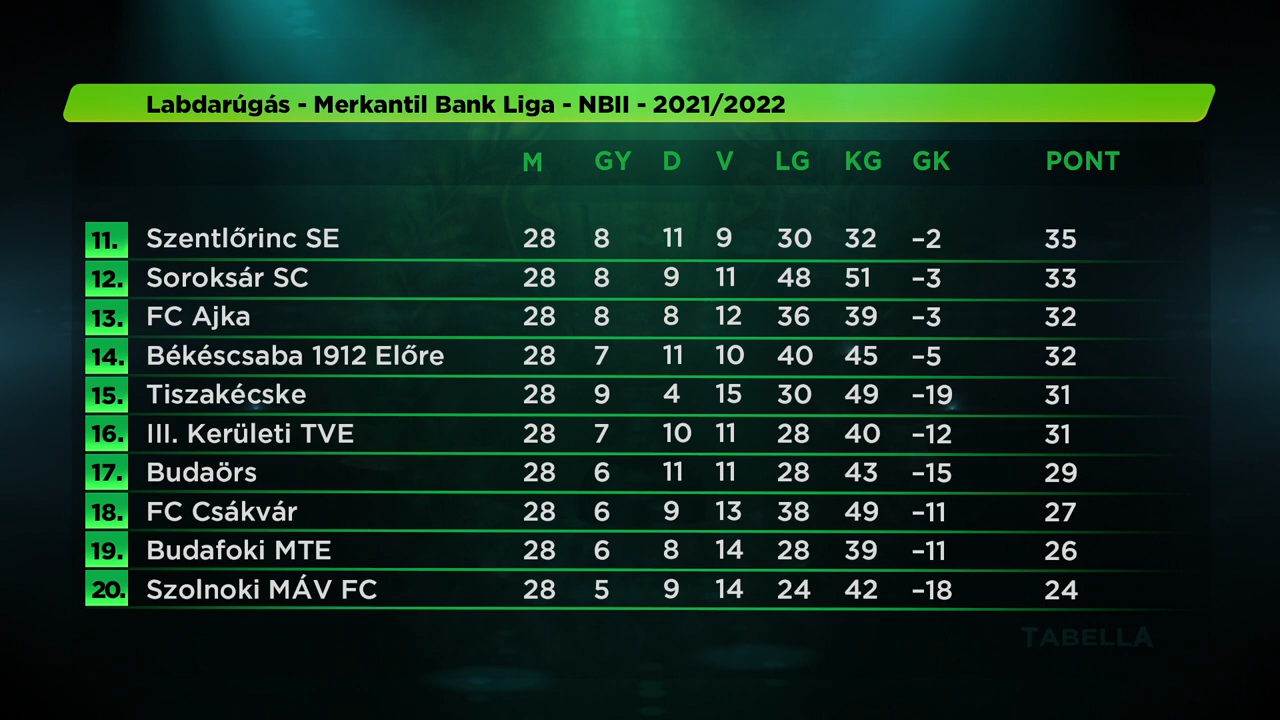 Labdarúgás - Merkantil Bank Liga - NBII - 2021/2022
M GY D V LG KG GK PONT
11. Szentlőrinc SE 28 8 11 9 30 32 –2 35
12. Soroksár SC 28 8 9 11 48 51 –3 33
13. FC Ajka 28 8 8 12 36 39 –3 32
14. Békéscsaba 1912 Előre 28 7 11 10 40 45 –5 32
15. Tiszakécske 28 9 4 15 30 49 –19 31
16. III. Kerületi TVE 28 7 10 11 28 40 –12 31
17. Budaörs 28 6 11 11 28 43 –15 29
18. FC Csákvár 28 6 9 13 38 49 –11 27
19. Budafoki MTE 28 6 8 14 28 39 –11 26
20. Szolnoki MÁV FC 28 5 9 14 24 42 –18 24
TABELLA